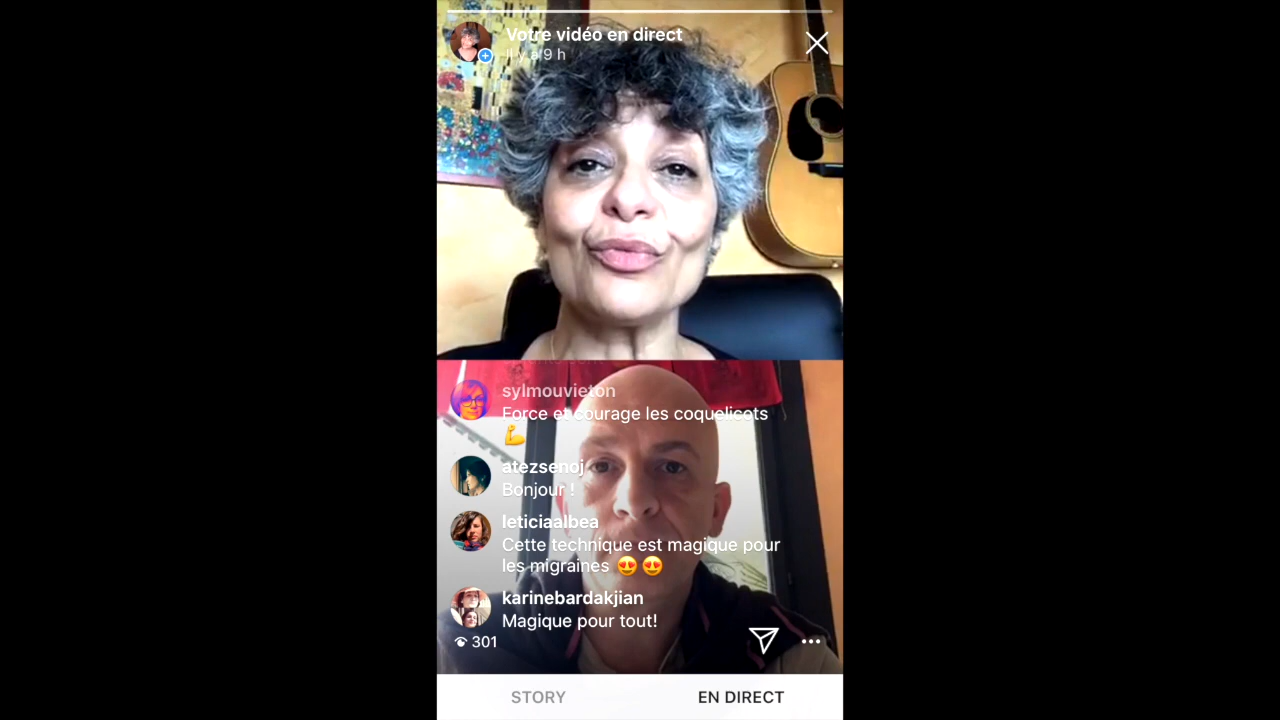 Votre vidéo en direct
Il y a 9 h
sylmouvieton
Force et courage les coquelicots
💪
atezsenoj
Bonjour !
leticiaalbea
Cette technique est magique pour
les migraines 😍😍
karinebardakjian
Magique pour tout!
301
STORY
EN DIRECT